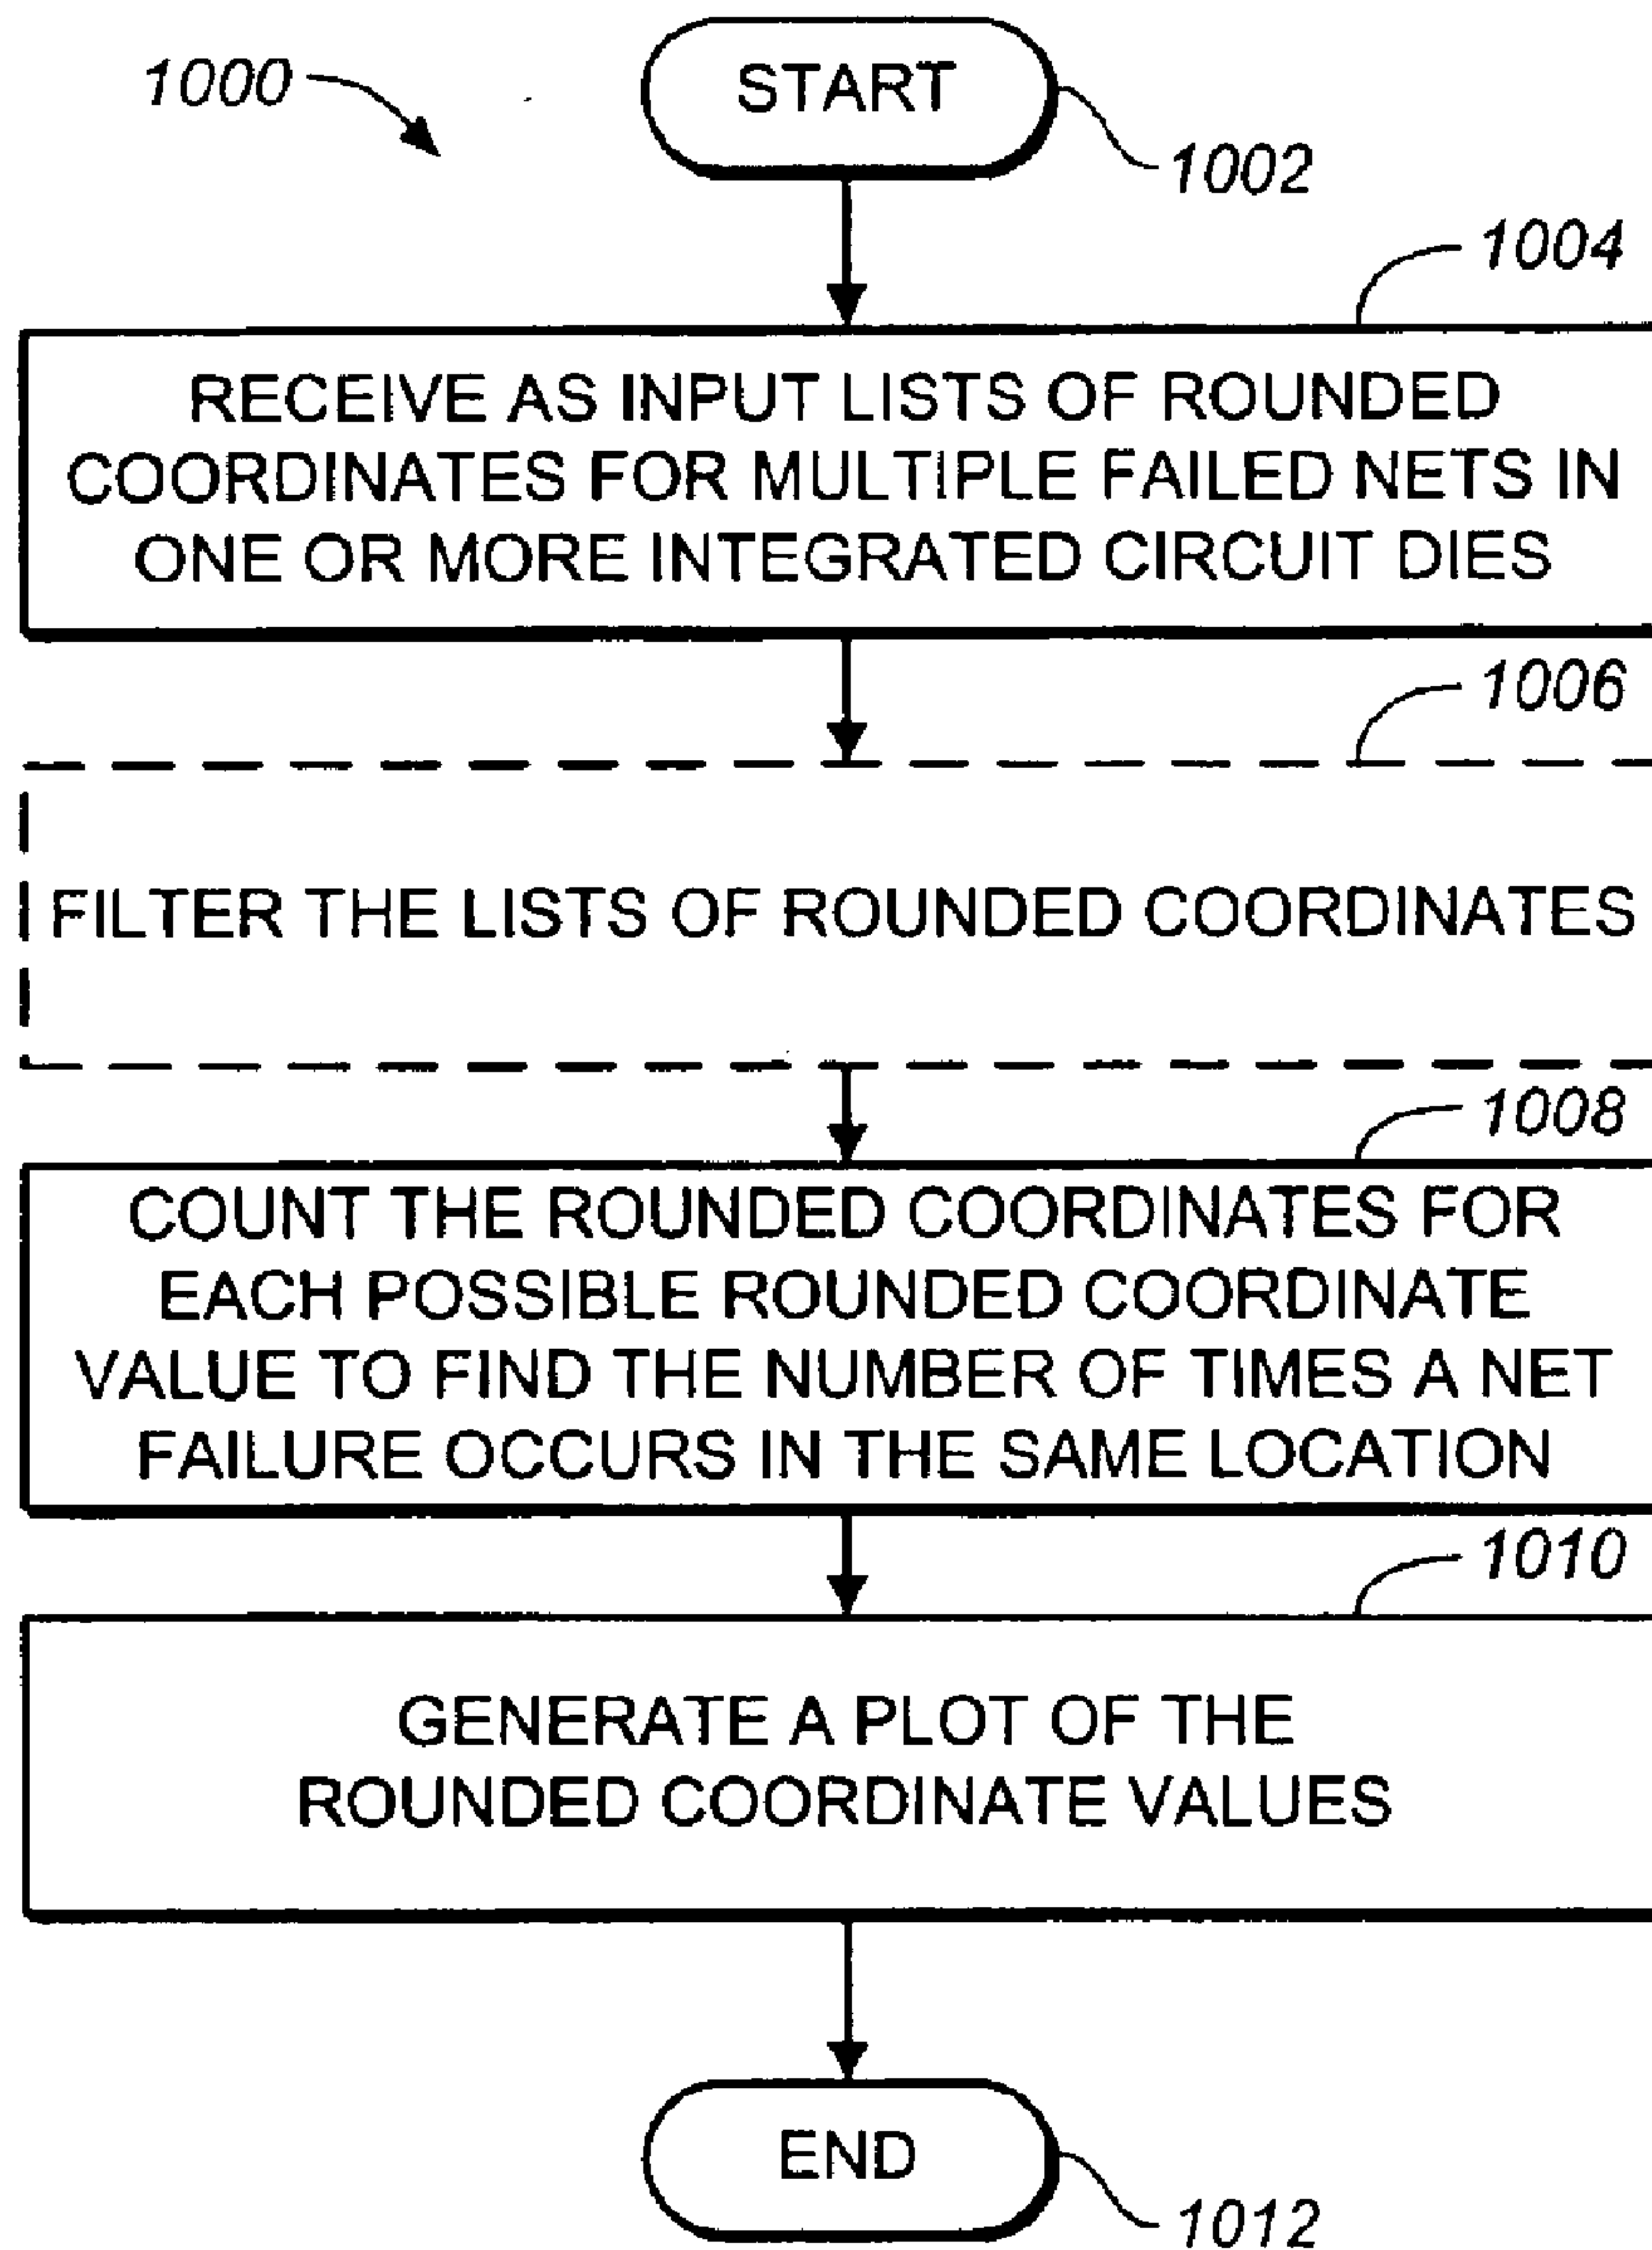 1000
START
1002
1004
RECEIVE AS INPUT LISTS OF ROUNDED
COORDINATES FOR MULTIPLE FAILED NETS IN
ONE OR MORE INTEGRATED CIRCUIT DIES
1006
FILTER THE LISTS OF ROUNDED COORDINATES
1008
COUNT THE ROUNDED COORDINATES FOR
EACH POSSIBLE ROUNDED COORDINATE
VALUE TO FIND THE NUMBER OF TIMES A NET
FAILURE OCCURS IN THE SAME LOCATION
1010
GENERATE A PLOT OF THE
ROUNDED COORDINATE VALUES
END
1012